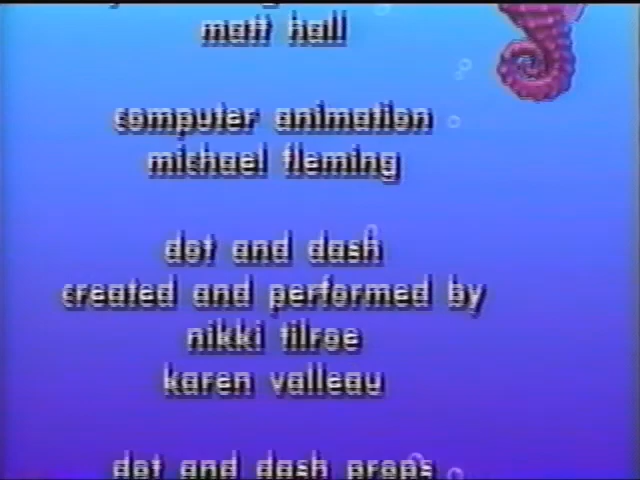 matt hall
computer animation
michael fleming
dot and dash
created and performed by
nikki tilroe
karen valleau
dot and dash props